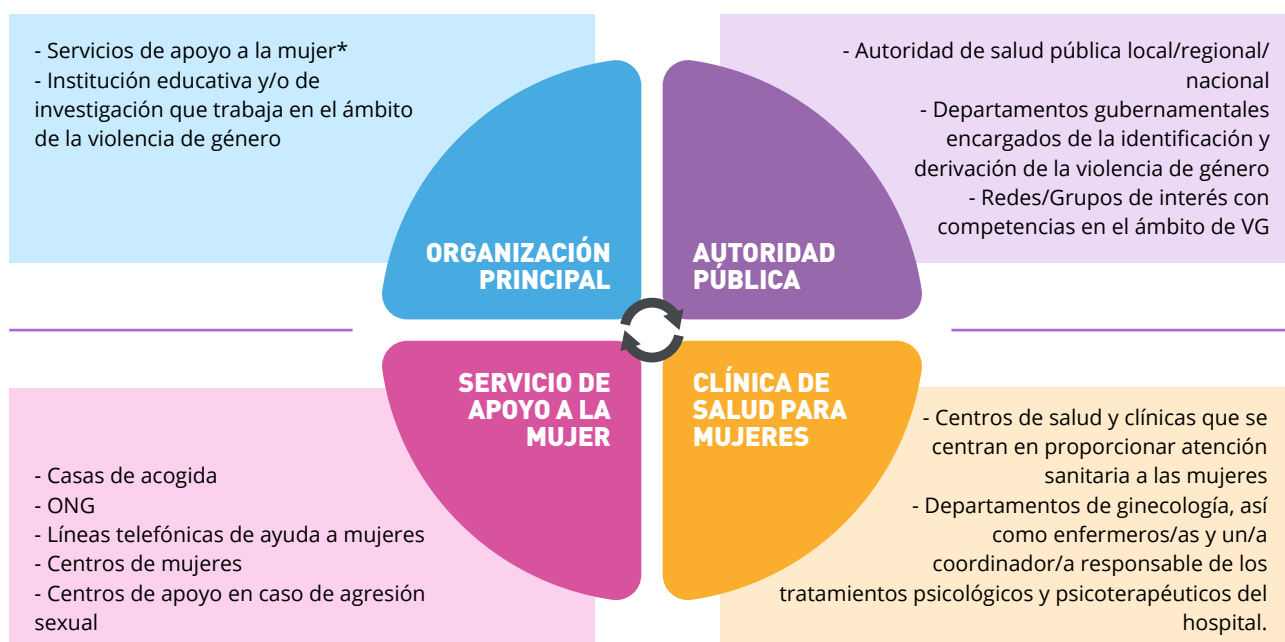 - Servicios de apoyo a la mujer*
- Institución educativa y/o de
investigación que trabaja en el ámbito
de la violencia de género
ORGANIZACIÓN
PRINCIPAL
- Autoridad de salud pública local/regional/
nacional
- Departamentos gubernamentales
encargados de la identificación y
derivación de la violencia de género
- Redes/Grupos de interés con
competencias en el ámbito de VG
AUTORIDAD
PÚBLICA
SERVICIO DE
APOYO A LA
MUJER
- Casas de acogida
- ONG
- Líneas telefónicas de ayuda a mujeres
- Centros de mujeres
- Centros de apoyo en caso de agresión
sexual
CLÍNICA DE
SALUD PARA
MUJERES
- Centros de salud y clínicas que se
centran en proporcionar atención
sanitaria a las mujeres
- Departamentos de ginecología, así
como enfermeros/as y un/a
coordinador/a responsable de los
tratamientos psicológicos y psicoterapéuticos del
hospital.